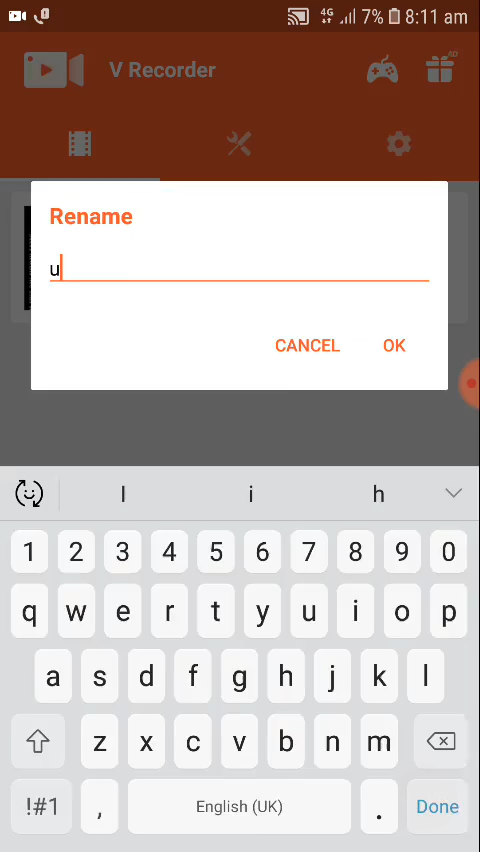 4G 7% 8:11 am
V Recorder AD
Rename
u
CANCEL OK
I i h
1 2 3 4 5 6 7 8 9 0
q w e r t y u i o p
a s d f g h j k l
z x c v b n m
!#1 , English (UK) . Done